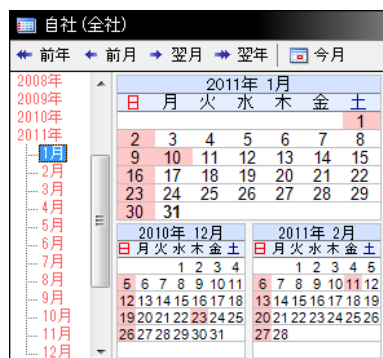 自社(全社)
前年 前月 翌月 翌年 今月
2008年
2009年
2010年
2011年
1月
2月
3月
4月
5月
6月
7月
8月
9月
10月
11月
12月
2011年 1月
日 月 火 水 木 金 土
1
2 3 4 5 6 7 8
9 10 11 12 13 14 15
16 17 18 19 20 21 22
23 24 25 26 27 28 29
30 31
2010年 12月
日 月 火 水 木 金 土
1 2 3 4
5 6 7 8 9 10 11
12 13 14 15 16 17 18
19 20 21 22 23 24 25
26 27 28 29 30 31
2011年 2月
日 月 火 水 木 金 土
1 2 3 4 5
6 7 8 9 10 11 12
13 14 15 16 17 18 19
20 21 22 23 24 25 26
27 28